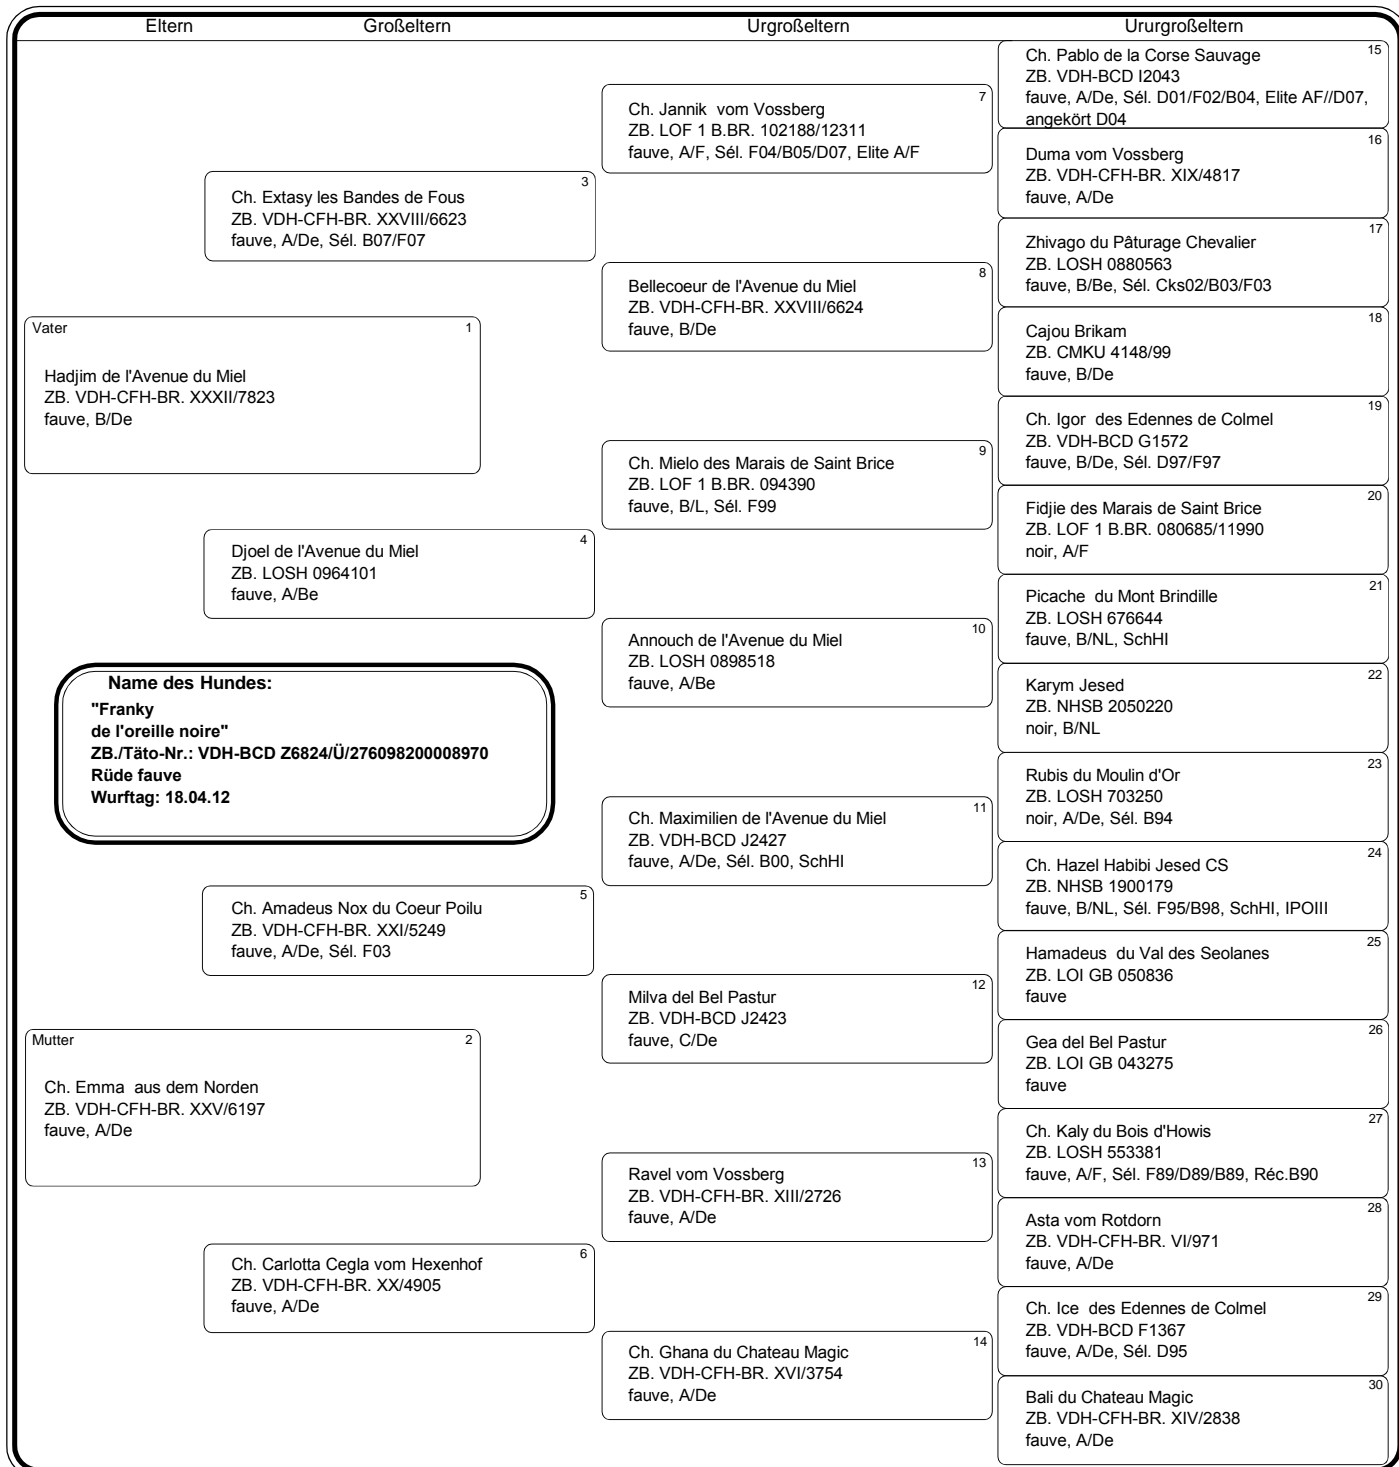 Eltern Großeltern Urgroßeltern Ururgroßeltern
Vater 1
Hadjim de l'Avenue du Miel
ZB. VDH-CFH-BR. XXXII/7823
fauve, B/De
Name des Hundes:
"Franky
de l'oreille noire"
ZB./Täto-Nr.: VDH-BCD Z6824/Ü/276098200008970
Rüde fauve
Wurftag: 18.04.12
Mutter 2
Ch. Emma aus dem Norden
ZB. VDH-CFH-BR. XXV/6197
fauve, A/De
3
Ch. Extasy les Bandes de Fous
ZB. VDH-CFH-BR. XXVIII/6623
fauve, A/De, Sél. B07/F07
4
Djoel de l'Avenue du Miel
ZB. LOSH 0964101
fauve, A/Be
5
Ch. Amadeus Nox du Coeur Poilu
ZB. VDH-CFH-BR. XXI/5249
fauve, A/De, Sél. F03
6
Ch. Carlotta Cegla vom Hexenhof
ZB. VDH-CFH-BR. XX/4905
fauve, A/De
7
Ch. Jannik vom Vossberg
ZB. LOF 1 B.BR. 102188/12311
fauve, A/F, Sél. F04/B05/D07, Elite A/F
8
Bellecoeur de l'Avenue du Miel
ZB. VDH-CFH-BR. XXVIII/6624
fauve, B/De
9
Ch. Mielo des Marais de Saint Brice
ZB. LOF 1 B.BR. 094390
fauve, B/L, Sél. F99
10
Annouch de l'Avenue du Miel
ZB. LOSH 0898518
fauve, A/Be
11
Ch. Maximilien de l'Avenue du Miel
ZB. VDH-BCD J2427
fauve, A/De, Sél. B00, SchHI
12
Milva del Bel Pastur
ZB. VDH-BCD J2423
fauve, C/De
13
Ravel vom Vossberg
ZB. VDH-CFH-BR. XIII/2726
fauve, A/De
14
Ch. Ghana du Chateau Magic
ZB. VDH-CFH-BR. XVI/3754
fauve, A/De
15
Ch. Pablo de la Corse Sauvage
ZB. VDH-BCD I2043
fauve, A/De, Sél. D01/F02/B04, Elite AF//D07,
angekört D04
16
Duma vom Vossberg
ZB. VDH-CFH-BR. XIX/4817
fauve, A/De
17
Zhivago du Pâturage Chevalier
ZB. LOSH 0880563
fauve, B/Be, Sél. Cks02/B03/F03
18
Cajou Brikam
ZB. CMKU 4148/99
fauve, B/De
19
Ch. Igor des Edennes de Colmel
ZB. VDH-BCD G1572
fauve, B/De, Sél. D97/F97
20
Fidjie des Marais de Saint Brice
ZB. LOF 1 B.BR. 080685/11990
noir, A/F
21
Picache du Mont Brindille
ZB. LOSH 676644
fauve, B/NL, SchHI
22
Karym Jesed
ZB. NHSB 2050220
noir, B/NL
23
Rubis du Moulin d'Or
ZB. LOSH 703250
noir, A/De, Sél. B94
24
Ch. Hazel Habibi Jesed CS
ZB. NHSB 1900179
fauve, B/NL, Sél. F95/B98, SchHI, IPOIII
25
Hamadeus du Val des Seolanes
ZB. LOI GB 050836
fauve
26
Gea del Bel Pastur
ZB. LOI GB 043275
fauve
27
Ch. Kaly du Bois d'Howis
ZB. LOSH 553381
fauve, A/F, Sél. F89/D89/B89, Réc.B90
28
Asta vom Rotdorn
ZB. VDH-CFH-BR. VI/971
fauve, A/De
29
Ch. Ice des Edennes de Colmel
ZB. VDH-BCD F1367
fauve, A/De, Sél. D95
30
Bali du Chateau Magic
ZB. VDH-CFH-BR. XIV/2838
fauve, A/De